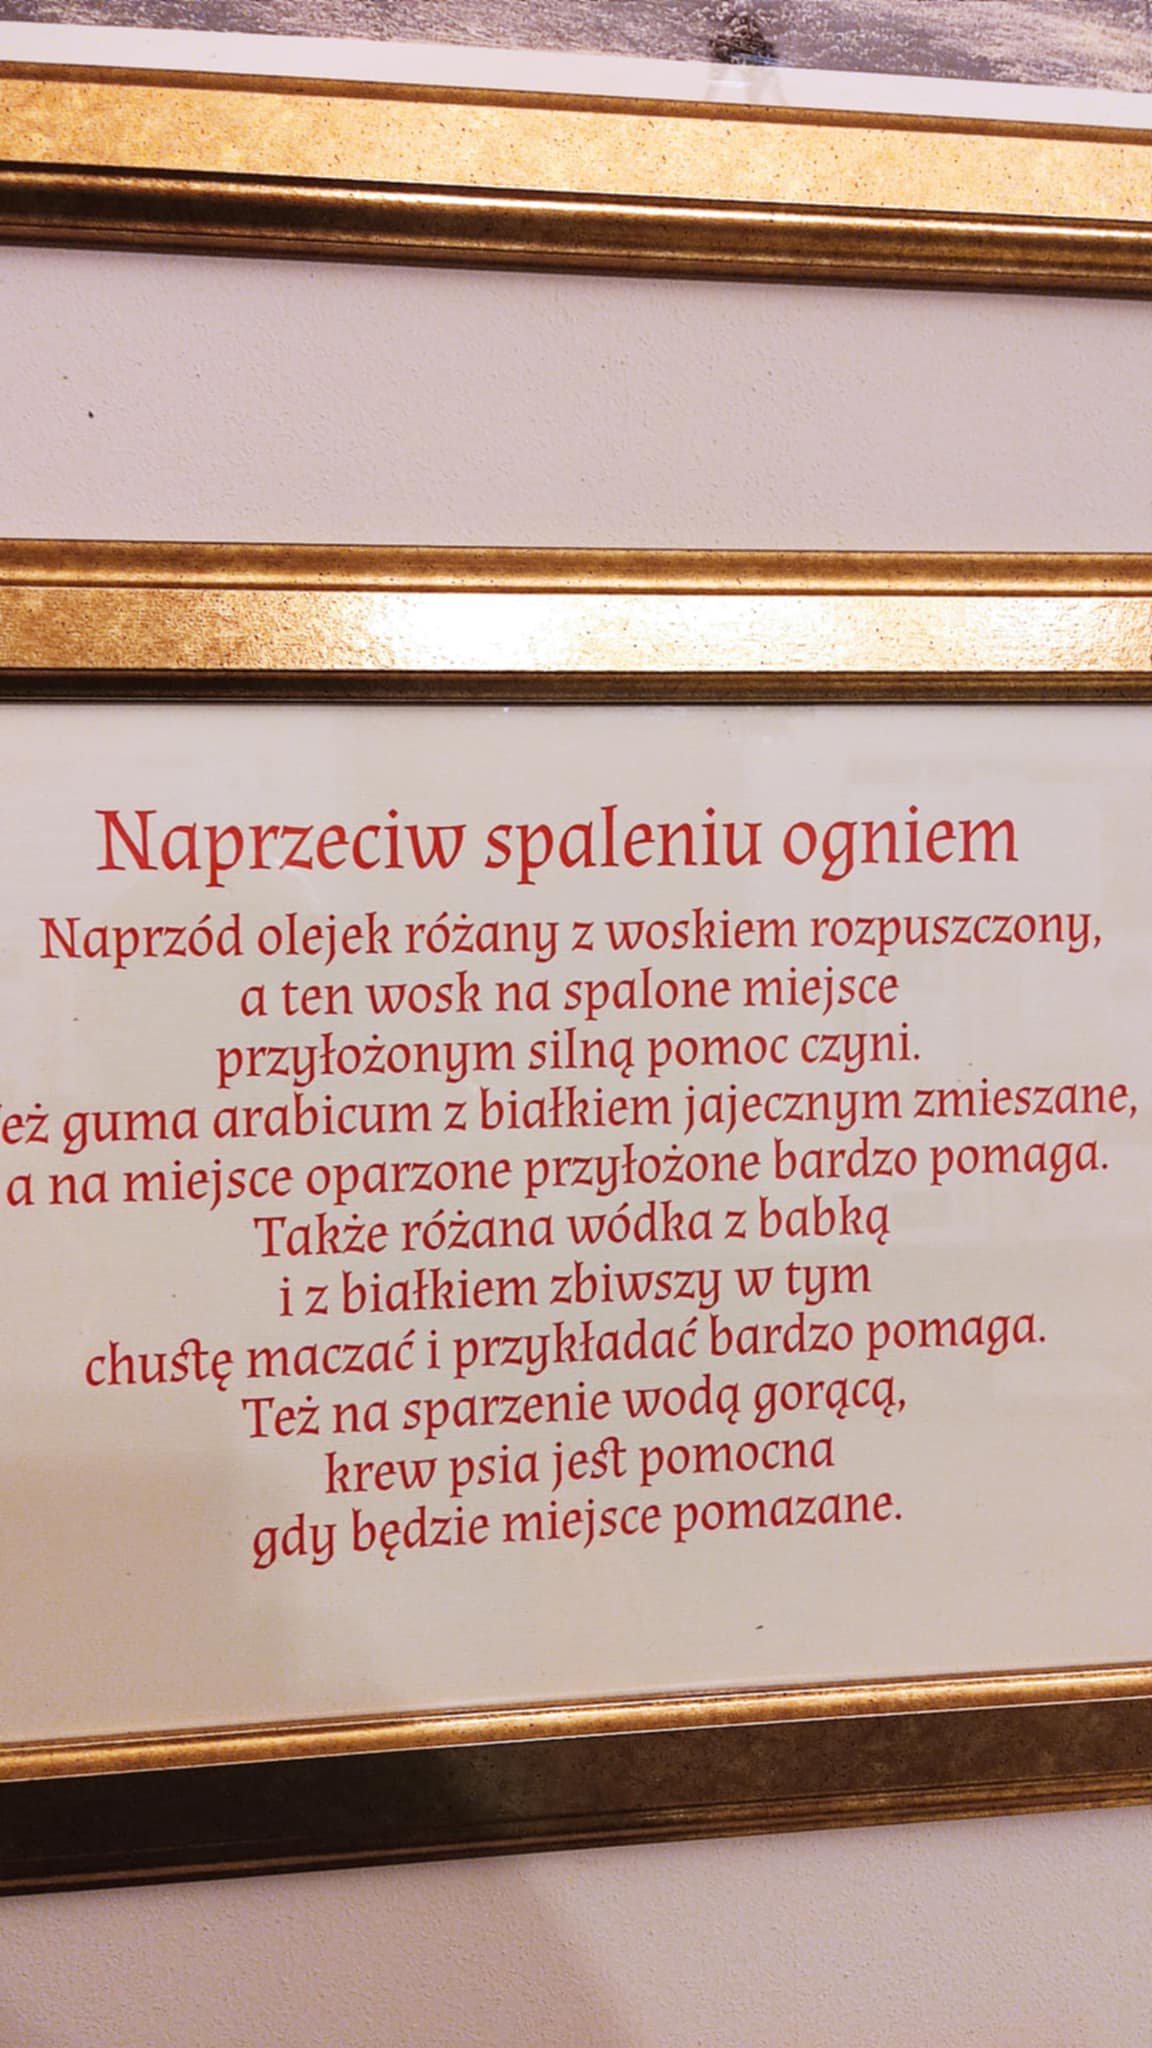 Naprzeciw spaleniu ogniem
Naprzód olejek różany z woskiem rozpuszczony,
a ten wosk na spalone miejsce
przyłożonym silną pomoc czyni.
eż guma arabicum z białkiem jajecznym zmieszane,
a na miejsce oparzone przyłożone bardzo pomaga.
Także różana wódka z babką
i z białkiem zbiwszy w tym
chustę maczać i przykładać bardzo pomaga.
Też na sparzenie wodą gorącą,
krew psia jest pomocna
gdy będzie miejsce pomazane.